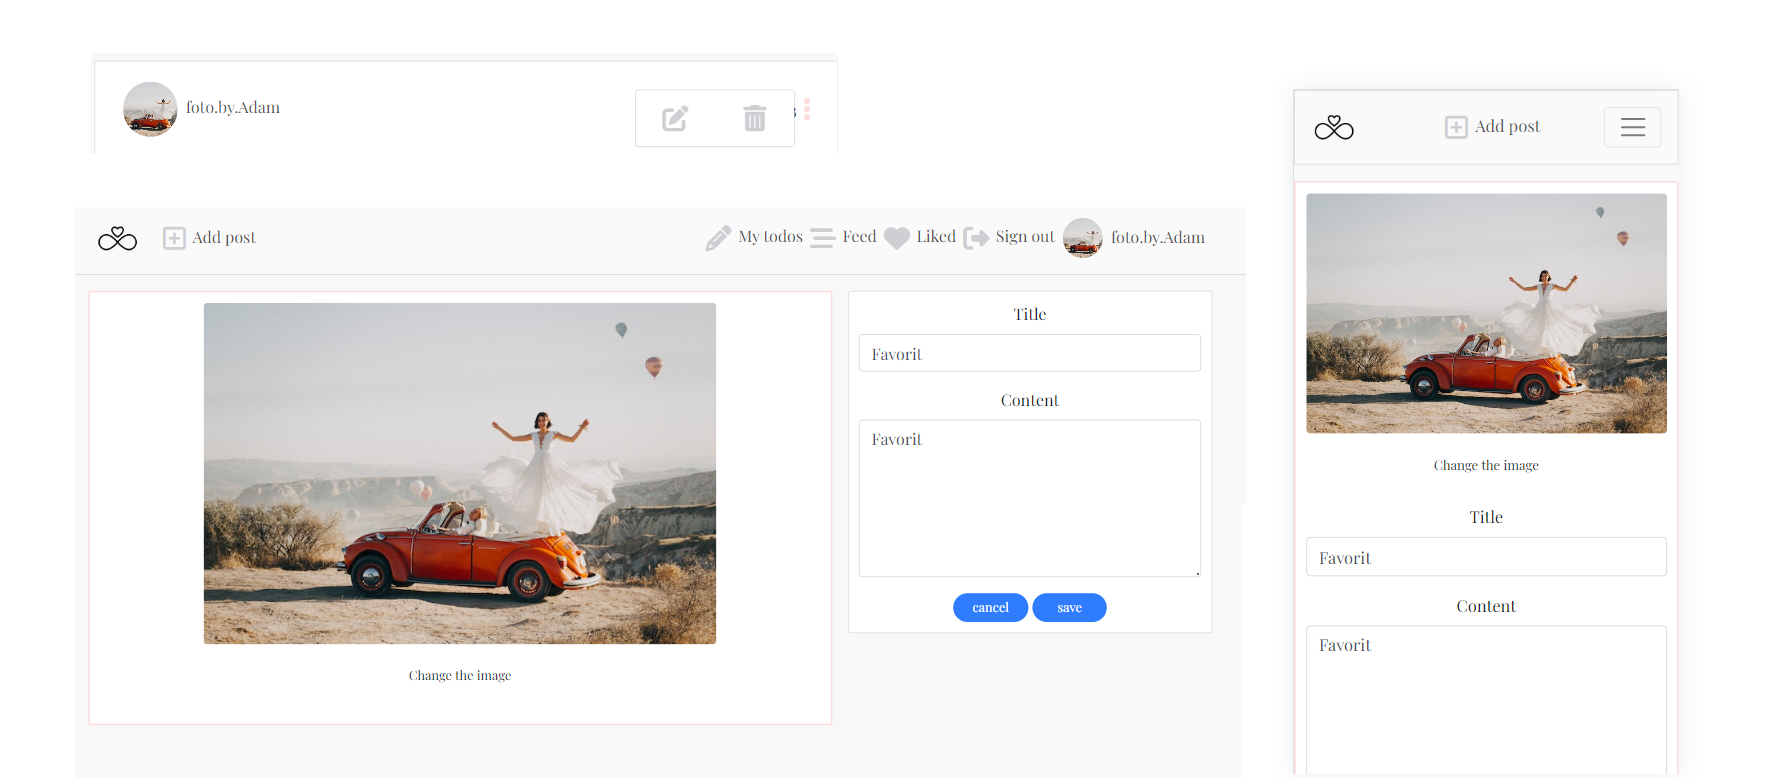 foto.by.Adam
Add post
My todos
Feed
Liked
Sign out
foto.by.Adam
Change the image
Title
Favorit
Content
Favorit
cancel
save
Add post
Change the image
Title
Favorit
Content
Favorit